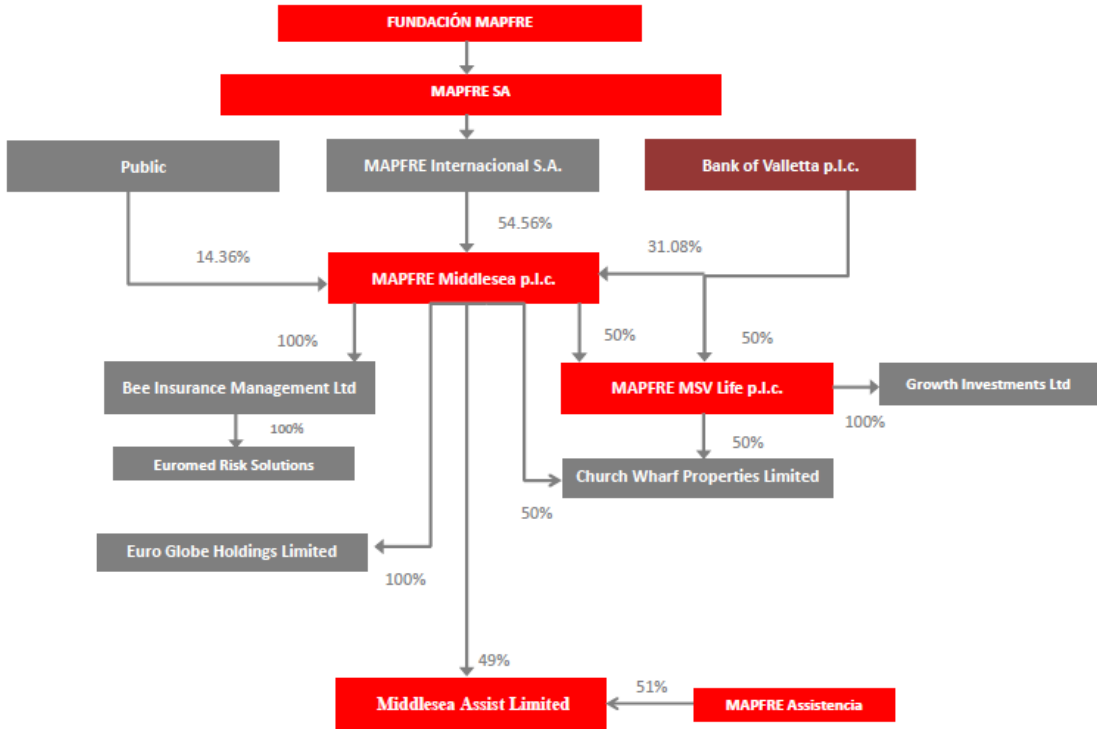 FUNDACIÓN MAPFRE
MAPFRE SA
Public
MAPFRE Internacional S.A.
Bank of Valletta p.l.c.
54.56%
14.36%
31.08%
MAPFRE Middlesea p.l.c.
100%
50%
50%
Bee Insurance Management Ltd
MAPFRE MSV Life p.l.c.
Growth Investments Ltd
100%
100%
50%
Euromed Risk Solutions
Church Wharf Properties Limited
50%
Euro Globe Holdings Limited
100%
49%
51%
Middlesea Assist Limited
MAPFRE Assistencia